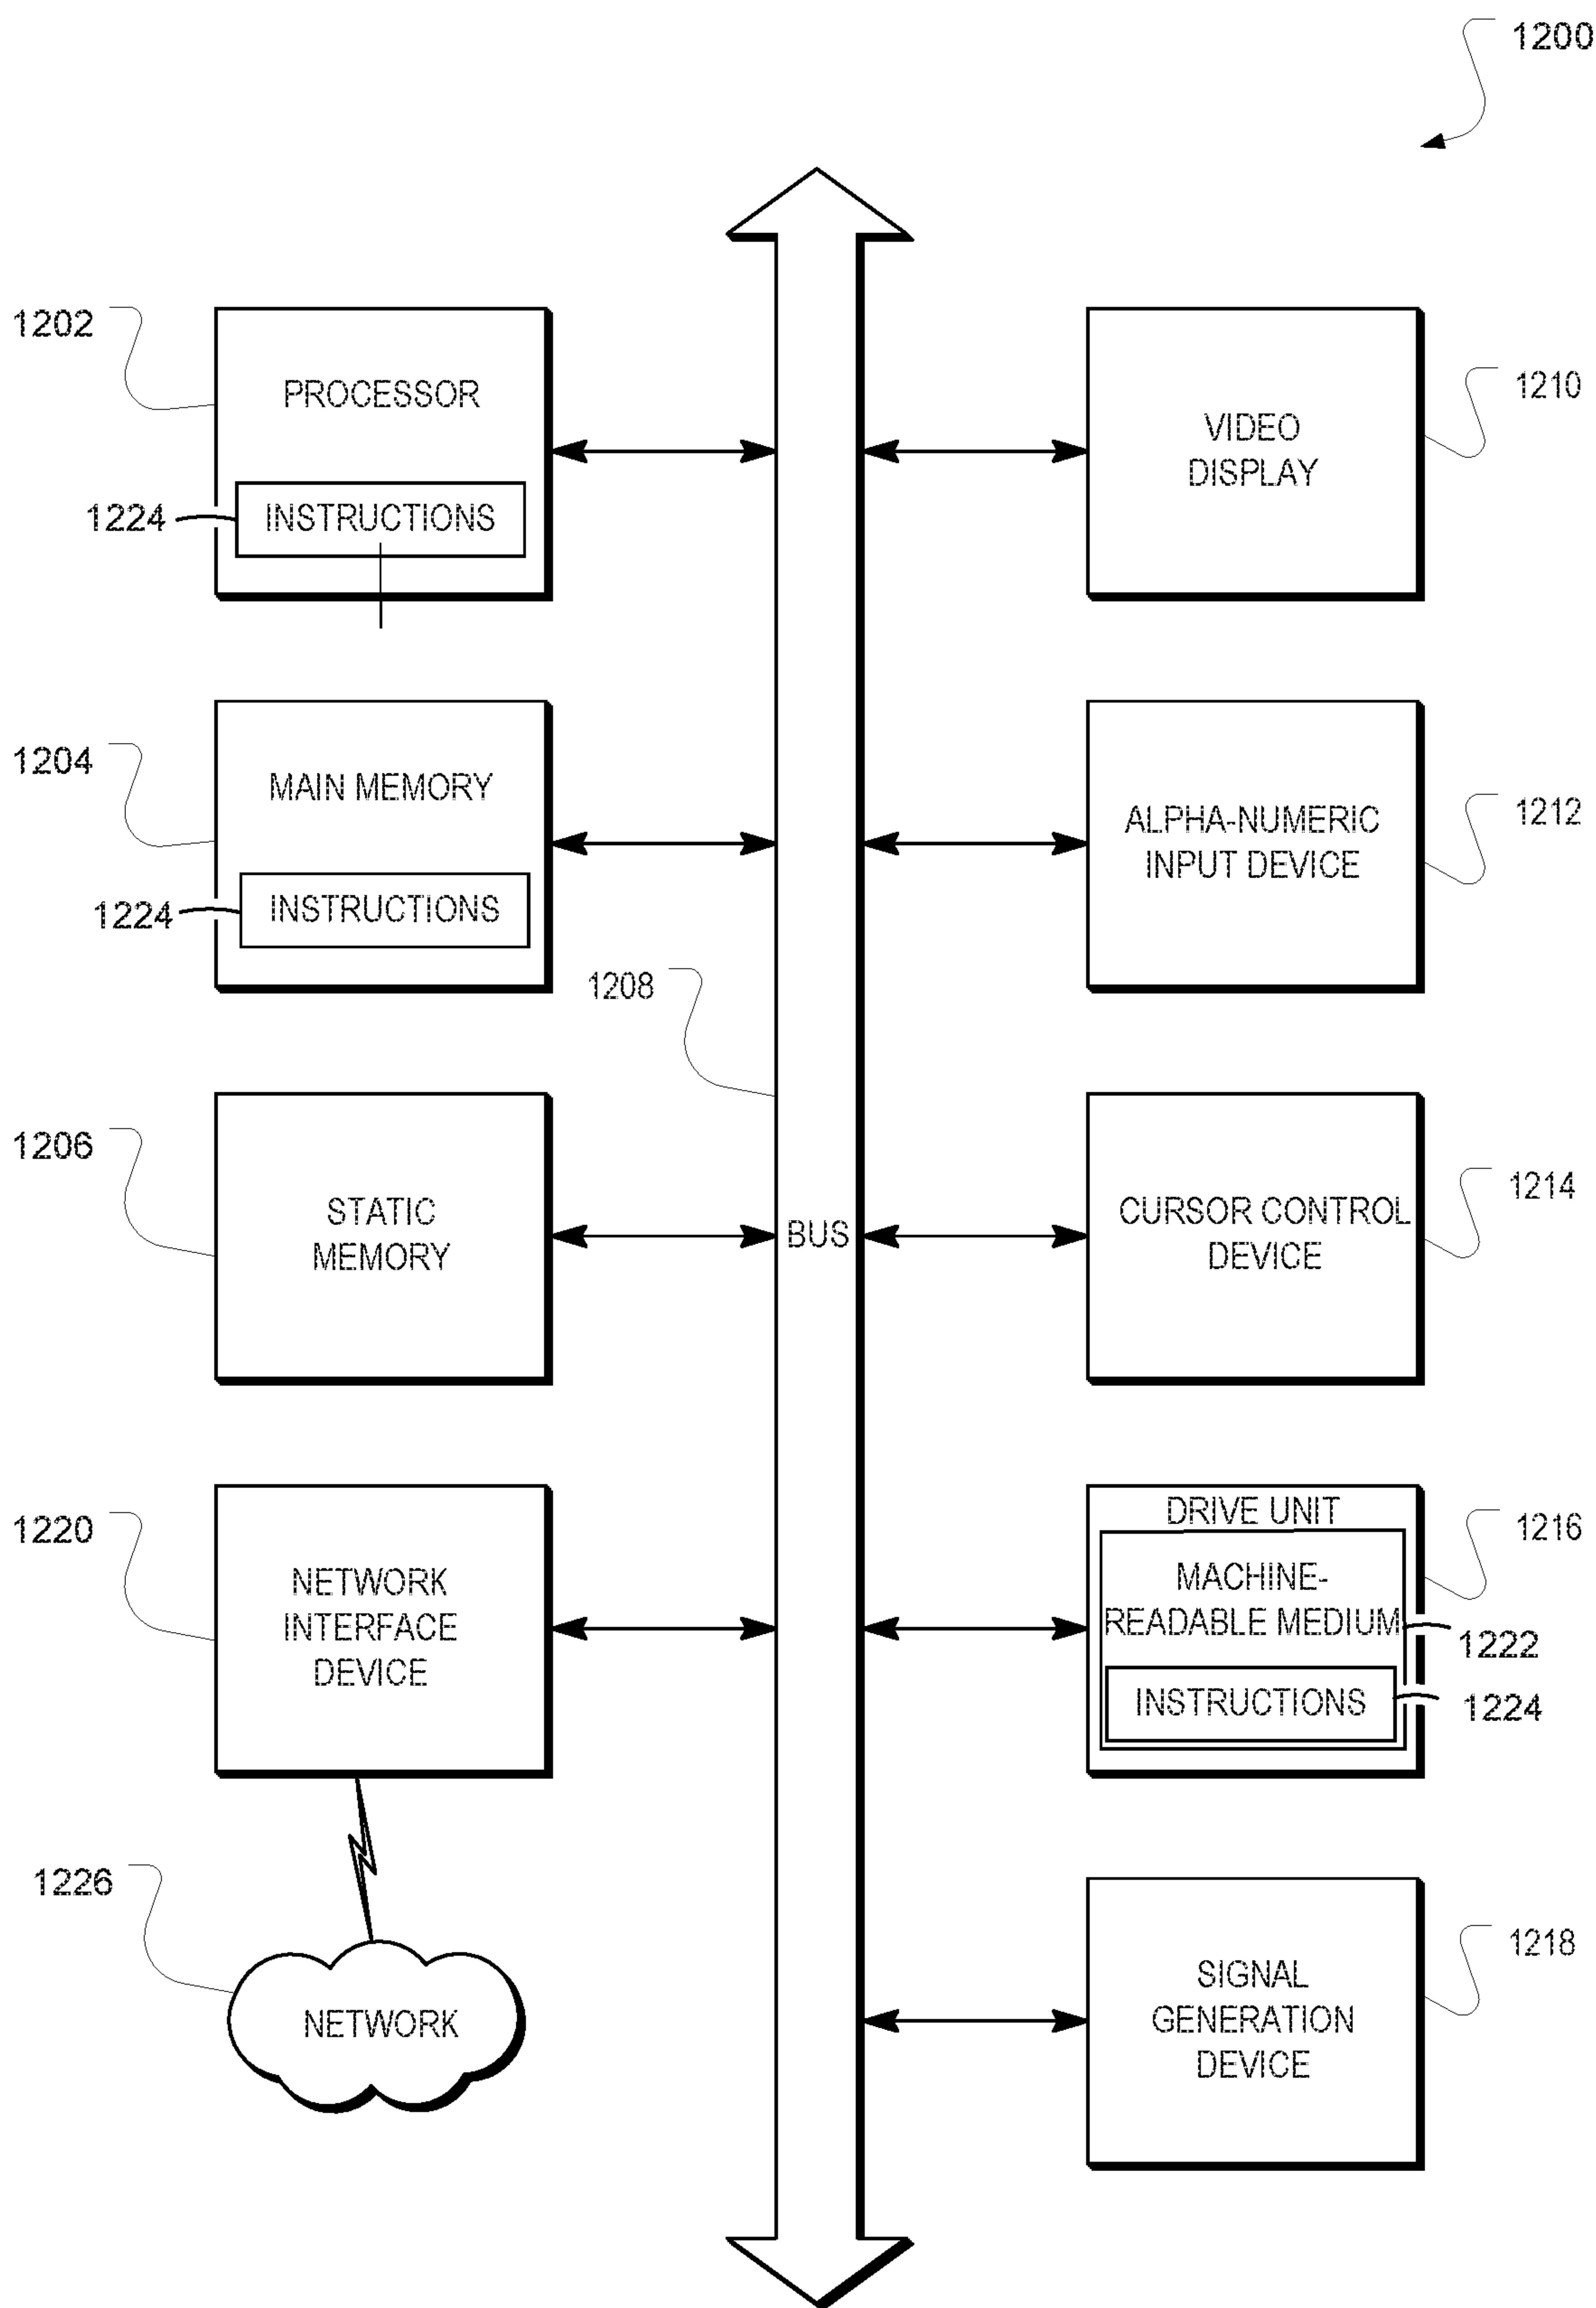 1200
1202
PROCESSOR
1224
INSTRUCTIONS
1210
VIDEO
DISPLAY
1204
MAIN MEMORY
1224
INSTRUCTIONS
1212
ALPHA-NUMERIC
INPUT DEVICE
1208
BUS
1206
STATIC
MEMORY
1214
CURSOR CONTROL
DEVICE
1220
NETWORK
INTERFACE
DEVICE
DRIVE UNIT
1216
MACHINE-
READABLE MEDIUM
1222
INSTRUCTIONS
1224
1226
NETWORK
1218
SIGNAL
GENERATION
DEVICE